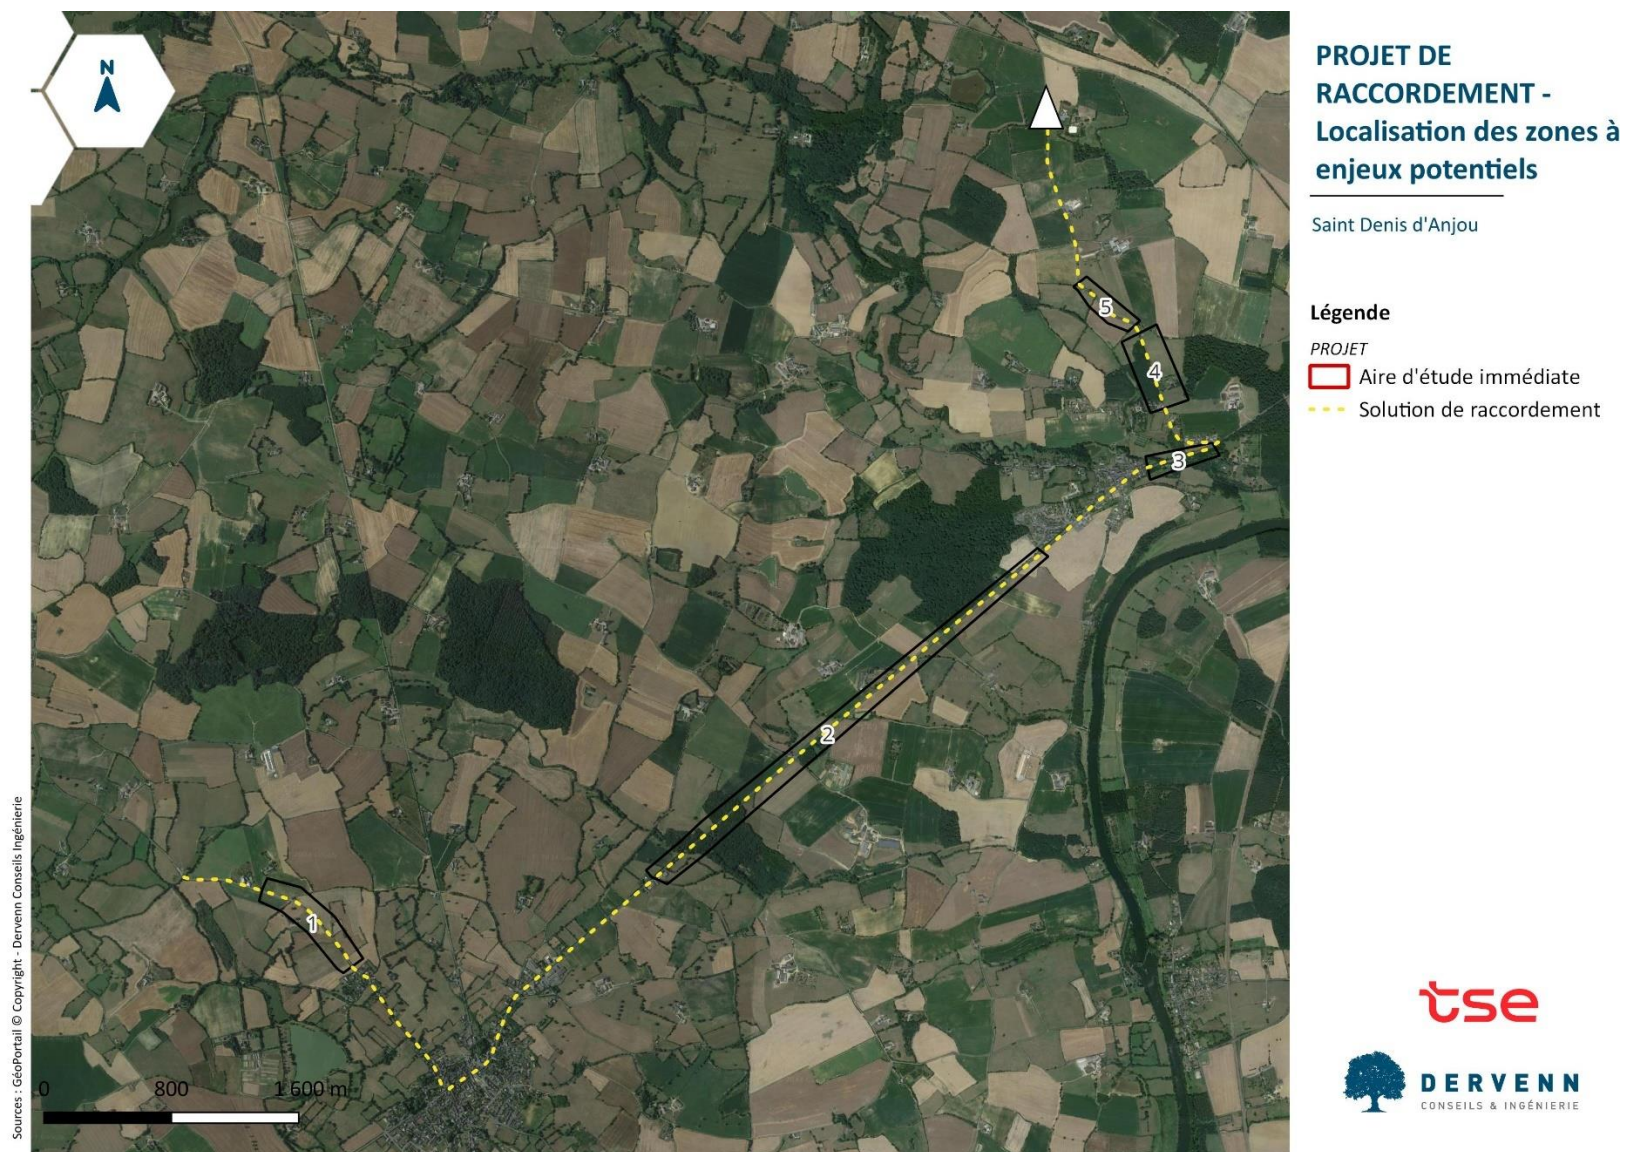 N
PROJET DE
RACCORDEMENT -
Localisation des zones à
enjeux potentiels
Saint Denis d'Anjou
Légende
PROJET
Aire d'étude immédiate
Solution de raccordement
5
4
3
2
1
0 800 1 600 m
Sources : GéoPortail © Copyright - Dervenn Conseils Ingénierie
tse
DERVENN
CONSEILS & INGÉNIERIE